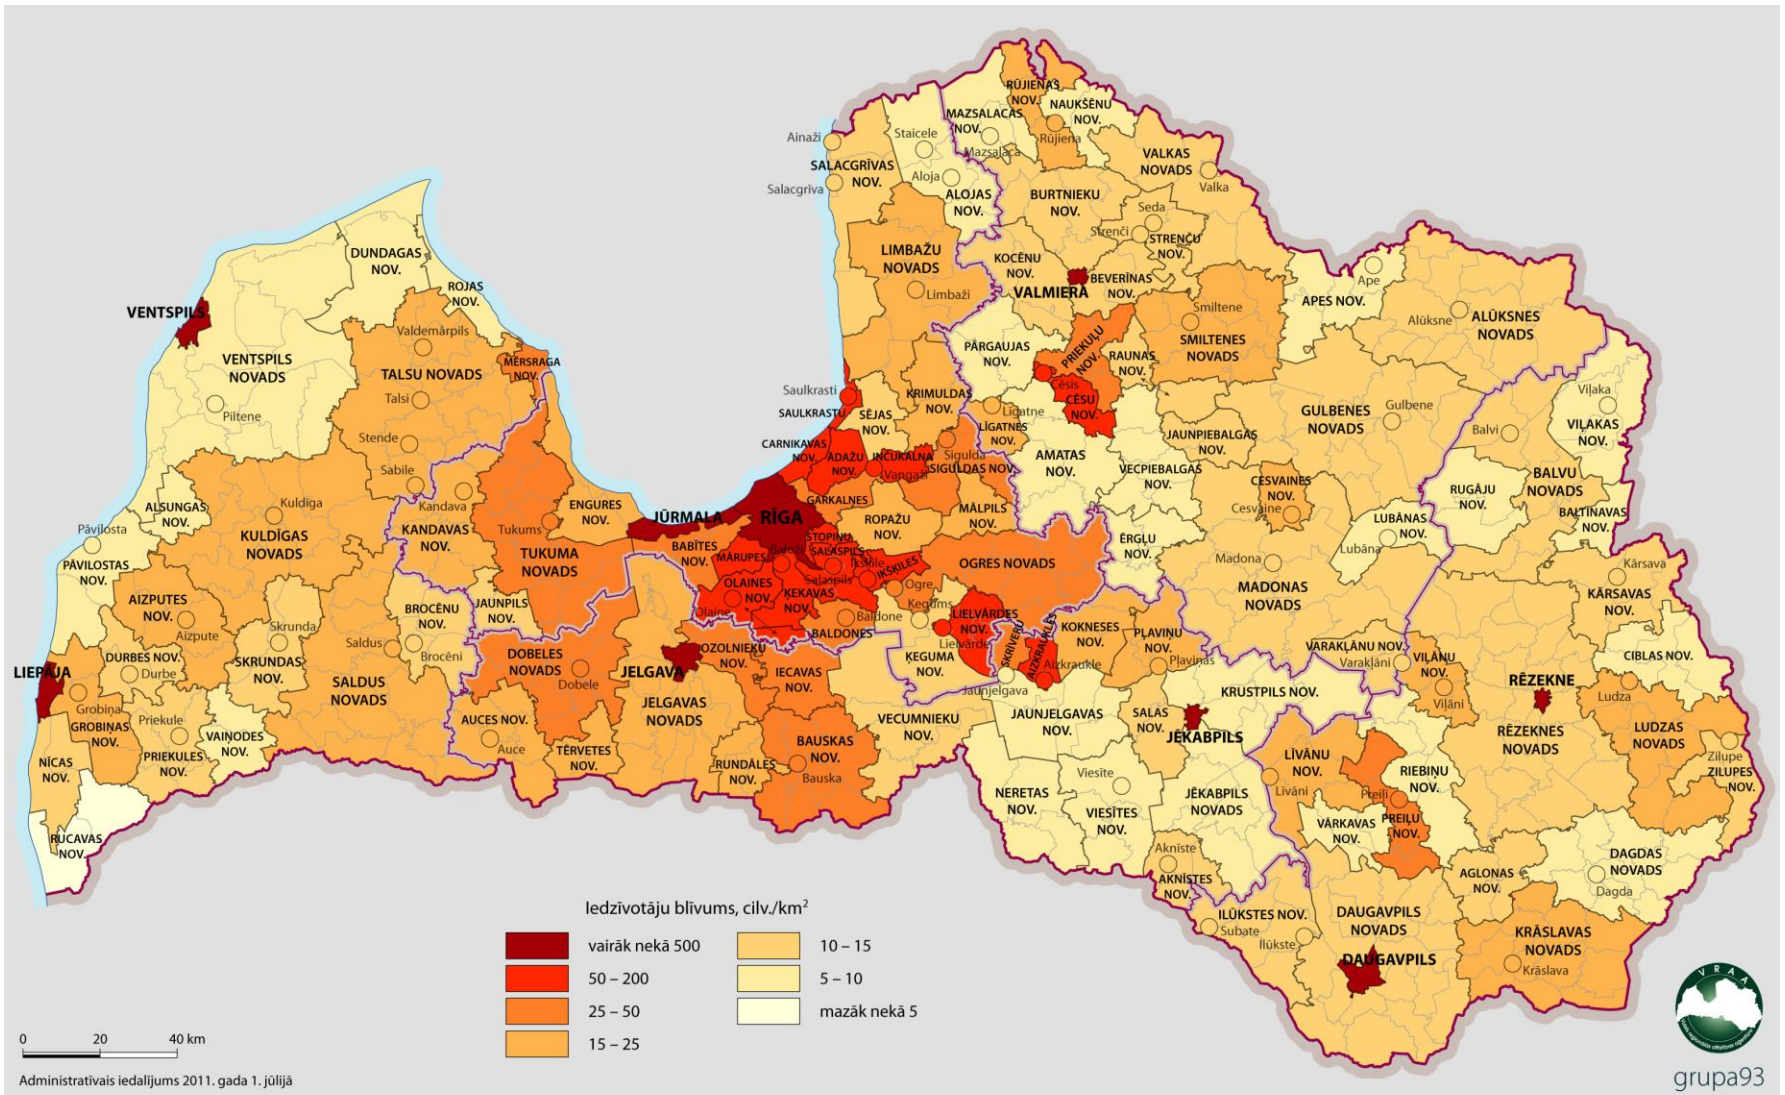 RŪJIENAS
NOV.
MAZSALACAS
NOV.
NAUKŠĒNU
NOV.
Rūjiena
Mazsalaca
Ainaži
Staicele
SALACGRĪVAS
NOV.
Salacgrīva
Aloja
ALOJAS
NOV.
VALKAS
NOVADS
Valka
BURTNIEKU
NOV.
Seda
Strenči
STRENČU
NOV.
LIMBAŽU
NOVADS
Limbaži
KOCĒNU
NOV.
VALMIERA
BEVERĪNAS
NOV.
Ape
APES NOV.
Alūksne
ALŪKSNES
NOVADS
Smiltene
SMILTENES
NOVADS
DUNDAGAS
NOV.
ROJAS
NOV.
VENTSPILS
VENTSPILS
NOVADS
Piltene
Valdemārpils
TALSU NOVADS
Talsi
MĒRSRAGA
NOV.
Stende
Sabile
PĀRGAUJAS
NOV.
PRIEKUĻU
NOV.
RAUNAS
NOV.
Cēsis
CĒSU
NOV.
Saulkrasti
SAULKRASTU
SĒJAS
NOV.
KRIMULDAS
NOV.
Līgatne
LĪGATNES
NOV.
CARNIKAVAS
NOV.
ĀDAŽU
NOV.
INČUKALNA
Vangaži
Sigulda
SIGULDAS NOV.
AMATAS
NOV.
JAUNPIEBALGAS
NOV.
VECPIEBALGAS
NOV.
GULBENES
NOVADS
Gulbene
Viļaka
VIĻAKAS
NOV.
Balvi
BALVU
NOVADS
RUGĀJU
NOV.
BALTINAVAS
NOV.
CESVAINES
NOV.
Cesvaine
LUBĀNAS
NOV.
Lubāna
ĒRGĻU
NOV.
Madona
MADONAS
NOVADS
ALSUNGAS
NOV.
Kuldīga
KULDĪGAS
NOVADS
Pāvilosta
PĀVILOSTAS
NOV.
Kandava
KANDAVAS
NOV.
Tukums
TUKUMA
NOVADS
ENGURES
NOV.
JŪRMALA
RĪGA
GARKALNES
ROPAŽU
NOV.
MĀLPILS
NOV.
BABĪTES
NOV.
MĀRUPES
Baloži
STOPIŅU
SALASPILS
Salaspils
Ikšķile
IKŠĶILES
OLAINES
NOV.
Olaine
ĶEKAVAS
NOV.
Baldone
BALDONES
Ogre
OGRES NOVADS
Ķegums
ĶEGUMA
NOV.
LIELVĀRDES
NOV.
Lielvārde
SKRĪVERU
AIZKRAUKLES
Aizkraukle
KOKNESES
NOV.
PĻAVIŅU
NOV.
Pļaviņas
AIZPUTES
NOV.
Aizpute
Skrunda
SKRUNDAS
NOV.
Saldus
SALDUS
NOVADS
BROCĒNU
NOV.
Brocēni
JAUNPILS
NOV.
DOBELES
NOVADS
Dobele
JELGAVA
OZOLNIEKU
NOV.
JELGAVAS
NOVADS
IECAVAS
NOV.
BAUSKAS
NOV.
Bauska
VECUMNIEKU
NOV.
AUCES NOV.
Auce
TĒRVETES
NOV.
RUNDĀLES
NOV.
LIEPĀJA
DURBES NOV.
Durbe
Grobiņa
GROBIŅAS
NOV.
Priekule
PRIEKULES
NOV.
VAIŅODES
NOV.
NĪCAS
NOV.
RUCAVAS
NOV.
Jaunjelgava
JAUNJELGAVAS
NOV.
SALAS
NOV.
KRUSTPILS NOV.
JĒKABPILS
JĒKABPILS
NOVADS
NERETAS
NOV.
Viesīte
VIESĪTES
NOV.
Aknīste
AKNĪSTES
NOV.
VARAKĻĀNU NOV.
Varakļāni
VIĻĀNU
NOV.
Viļāni
Kārsava
KĀRSAVAS
NOV.
CIBLAS NOV.
RĒZEKNE
RĒZEKNES
NOVADS
Ludza
LUDZAS
NOVADS
Zilupe
ZILUPES
NOV.
LĪVĀNU
NOV.
Līvāni
RIEBIŅU
NOV.
Preiļi
PREIĻU
NOV.
VĀRKAVAS
NOV.
AGLONAS
NOV.
DAGDAS
NOVADS
Dagda
ILŪKSTES NOV.
Subate
Ilūkste
DAUGAVPILS
NOVADS
DAUGAVPILS
KRĀSLAVAS
NOVADS
Krāslava
Iedzīvotāju blīvums, cilv./km²
vairāk nekā 500
50 – 200
25 – 50
15 – 25
10 – 15
5 – 10
mazāk nekā 5
0 20 40 km
Administratīvais iedalījums 2011. gada 1. jūlijā
VRAA
grupa93